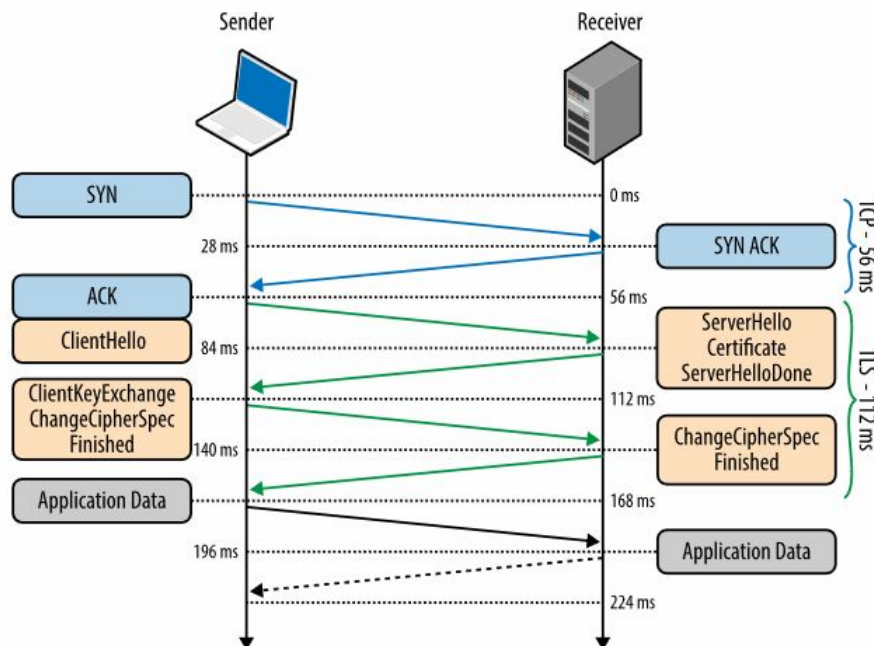 Sender
Receiver
SYN
0 ms
28 ms
SYN ACK
TCP - 56 ms
ACK
56 ms
ClientHello
84 ms
ServerHello
Certificate
ServerHelloDone
ClientKeyExchange
ChangeCipherSpec
Finished
112 ms
TLS - 112 ms
140 ms
ChangeCipherSpec
Finished
Application Data
168 ms
196 ms
Application Data
224 ms